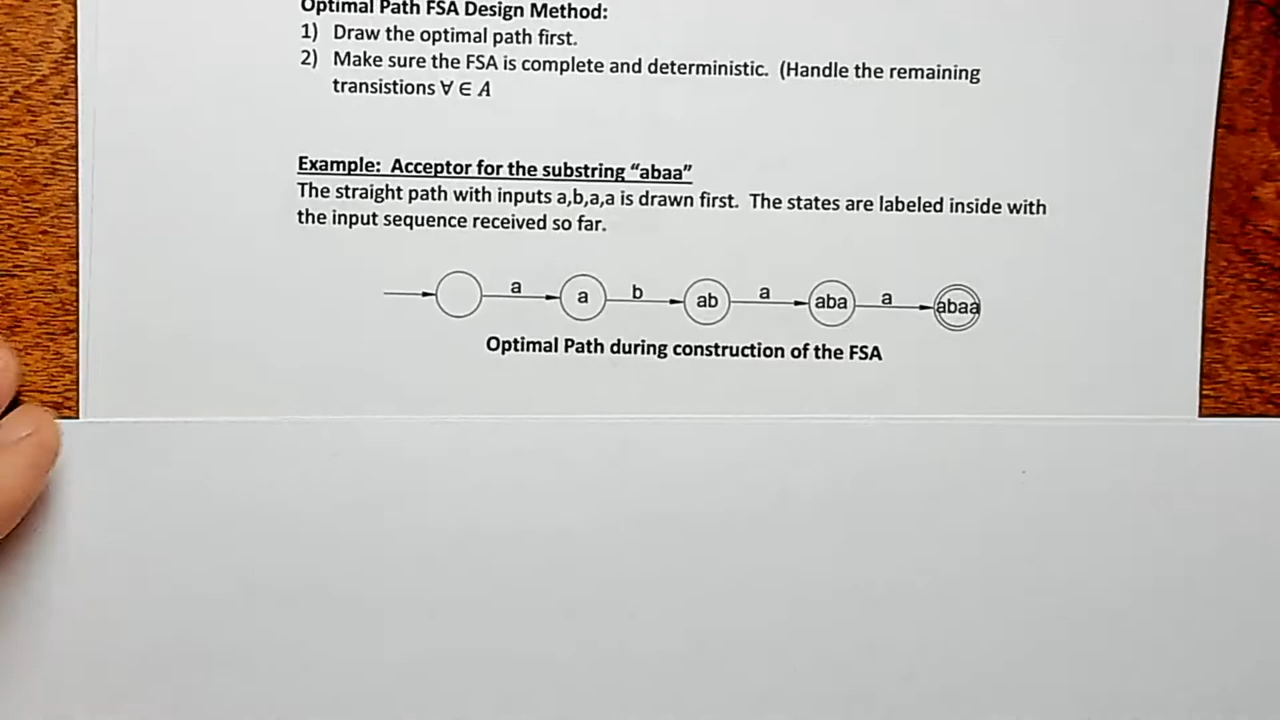 Optimal Path FSA Design Method:
1) Draw the optimal path first.
2) Make sure the FSA is complete and deterministic. (Handle the remaining
transistions ∀ ∈ A
Example: Acceptor for the substring “abaa”
The straight path with inputs a,b,a,a is drawn first. The states are labeled inside with
the input sequence received so far.
a a b ab a aba a abaa
Optimal Path during construction of the FSA